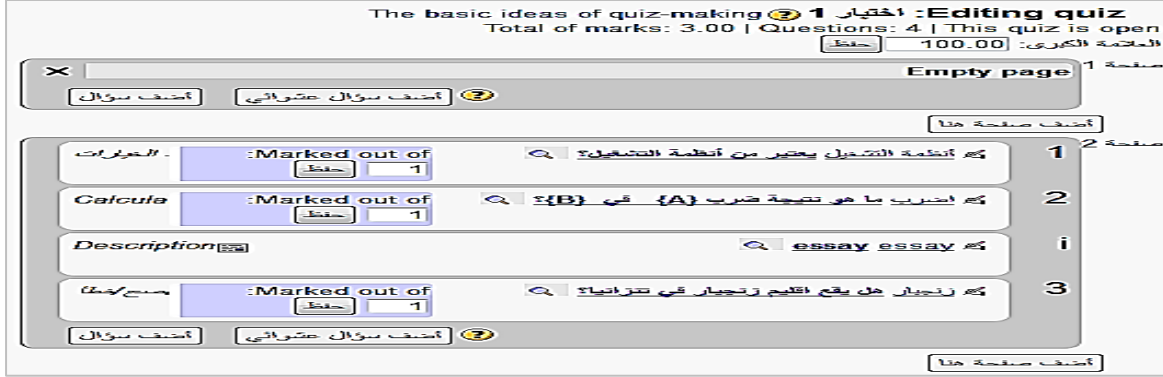 Editing quiz: اختبار 1 The basic ideas of quiz-making
Total of marks: 3.00 | Questions: 4 | This quiz is open
العلامة الكبرى: 100.00 حفظ
صفحة 1
Empty page
أضف سؤال عشوائي أضف سؤال
أضف صفحة هنا
صفحة 2
1 أنظمة التشغيل يعتبر من أنظمة التشغيل؟ Marked out of: الخيارات
1 حفظ
2 اضرب ما هو نتيجة ضرب {A} في {B}؟ Marked out of: Calcula
1 حفظ
i essay essay Description
3 زنجبار هل يقع اقليم زنجبار في تنزانيا؟ Marked out of: صح/خطأ
1 حفظ
أضف سؤال عشوائي أضف سؤال
أضف صفحة هنا